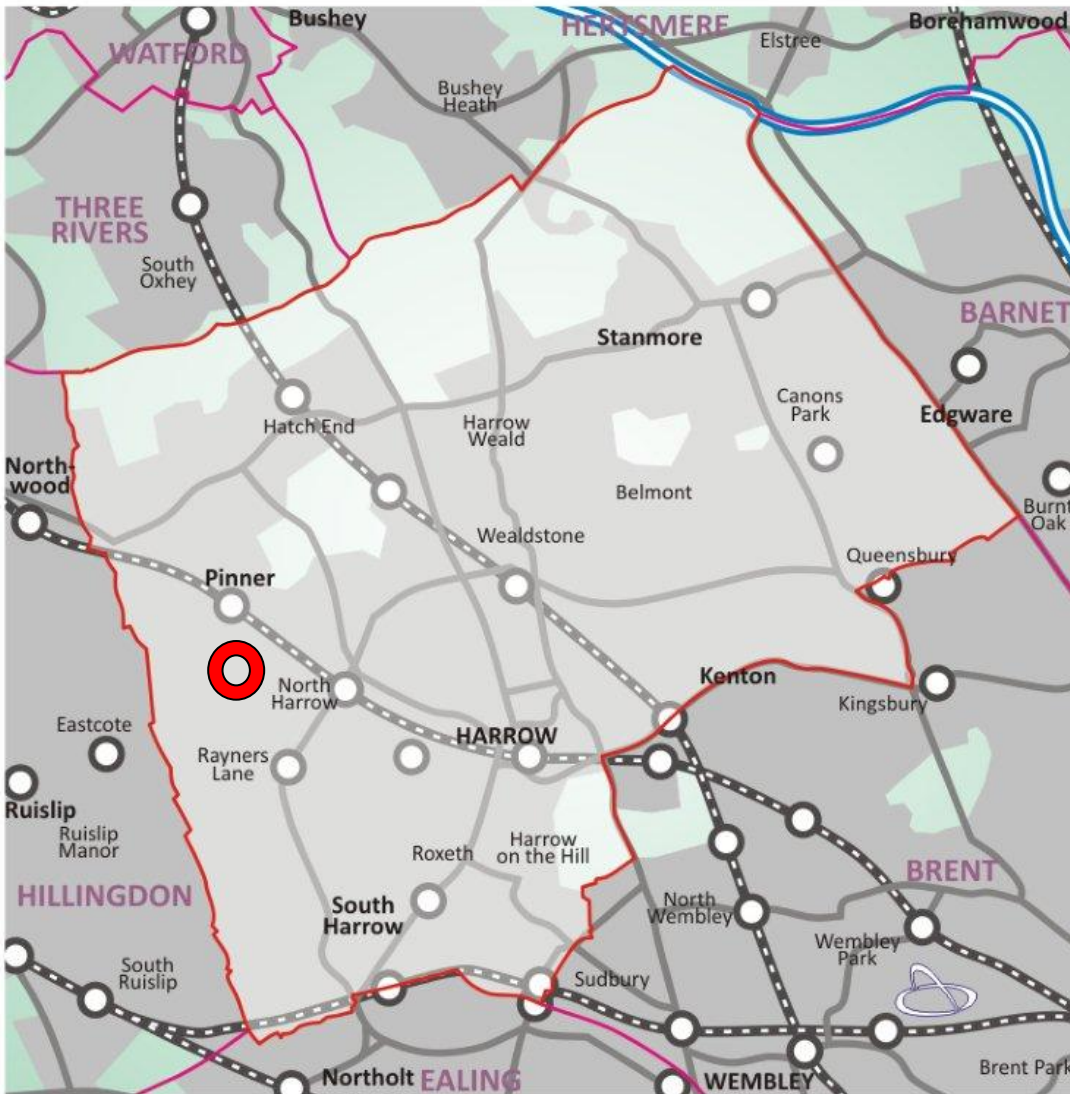 Bushey
HERTSMERE
Borehamwood
WATFORD
Elstree
Bushey
Heath
THREE
RIVERS
South
Oxhey
BARNET
Stanmore
Canons
Park
Edgware
Hatch End
Harrow
Weald
North-
wood
Belmont
Burnt
Oak
Wealdstone
Queensbury
Pinner
North
Harrow
Kenton
Kingsbury
Eastcote
HARROW
Rayners
Lane
Ruislip
Ruislip
Manor
Roxeth
Harrow
on the Hill
BRENT
HILLINGDON
South
Harrow
North
Wembley
Wembley
Park
South
Ruislip
Sudbury
Brent Park
Northolt
EALING
WEMBLEY